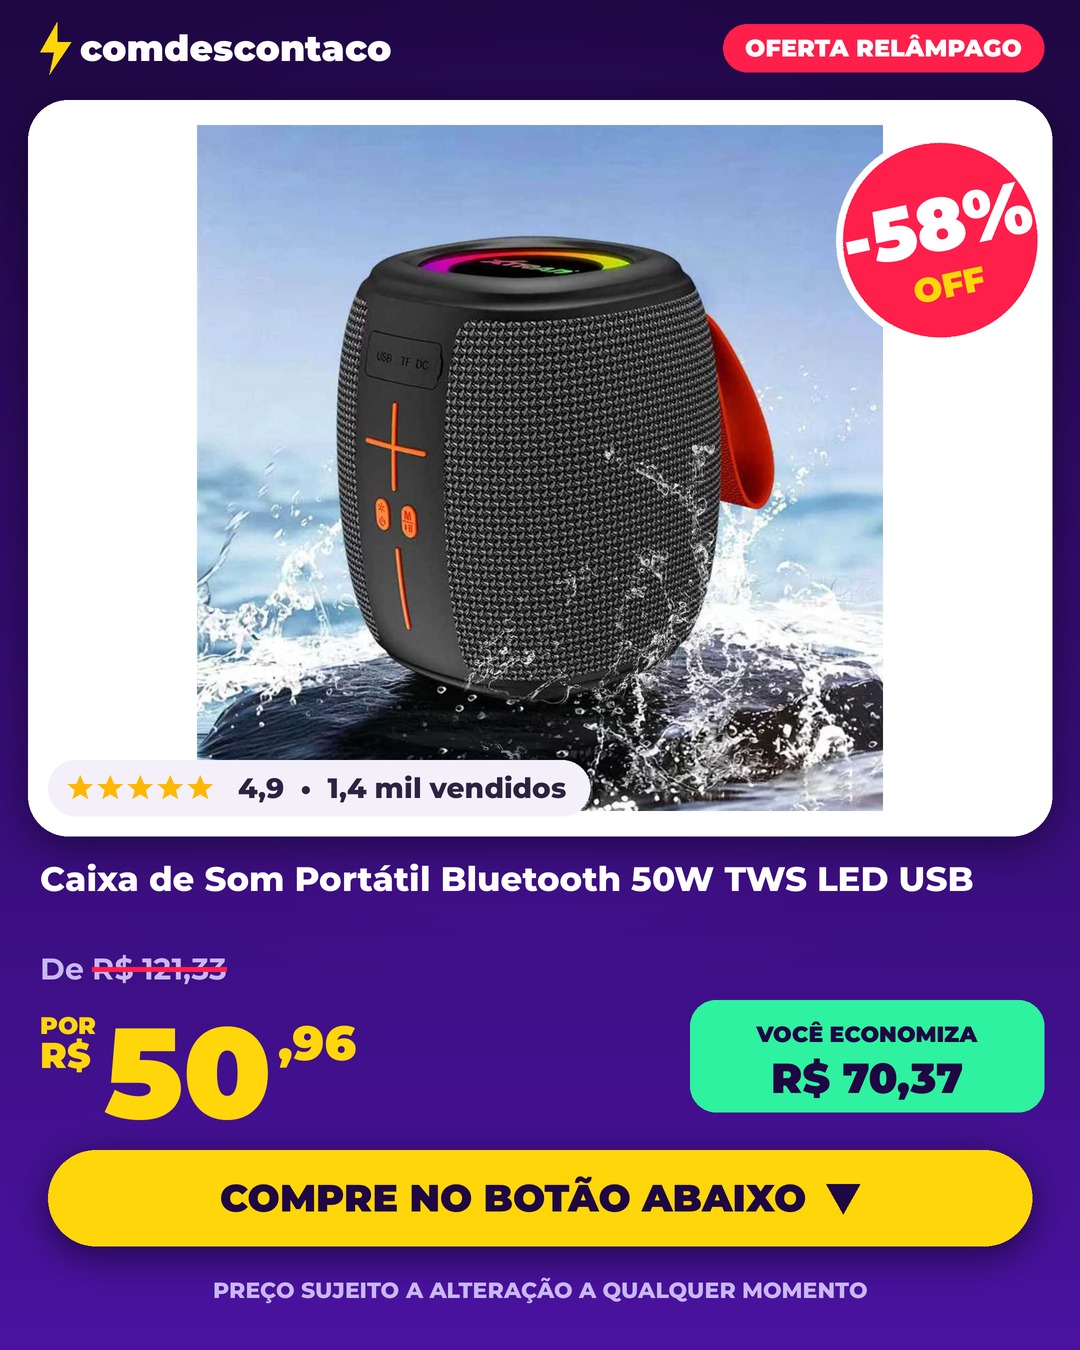 comdescontaco
OFERTA RELÂMPAGO
-58%
OFF
USB TF DC
M
4,9 • 1,4 mil vendidos
Caixa de Som Portátil Bluetooth 50W TWS LED USB
De R$ 121,33
POR
R$ 50,96
VOCÊ ECONOMIZA
R$ 70,37
COMPRE NO BOTÃO ABAIXO ▼
PREÇO SUJEITO A ALTERAÇÃO A QUALQUER MOMENTO